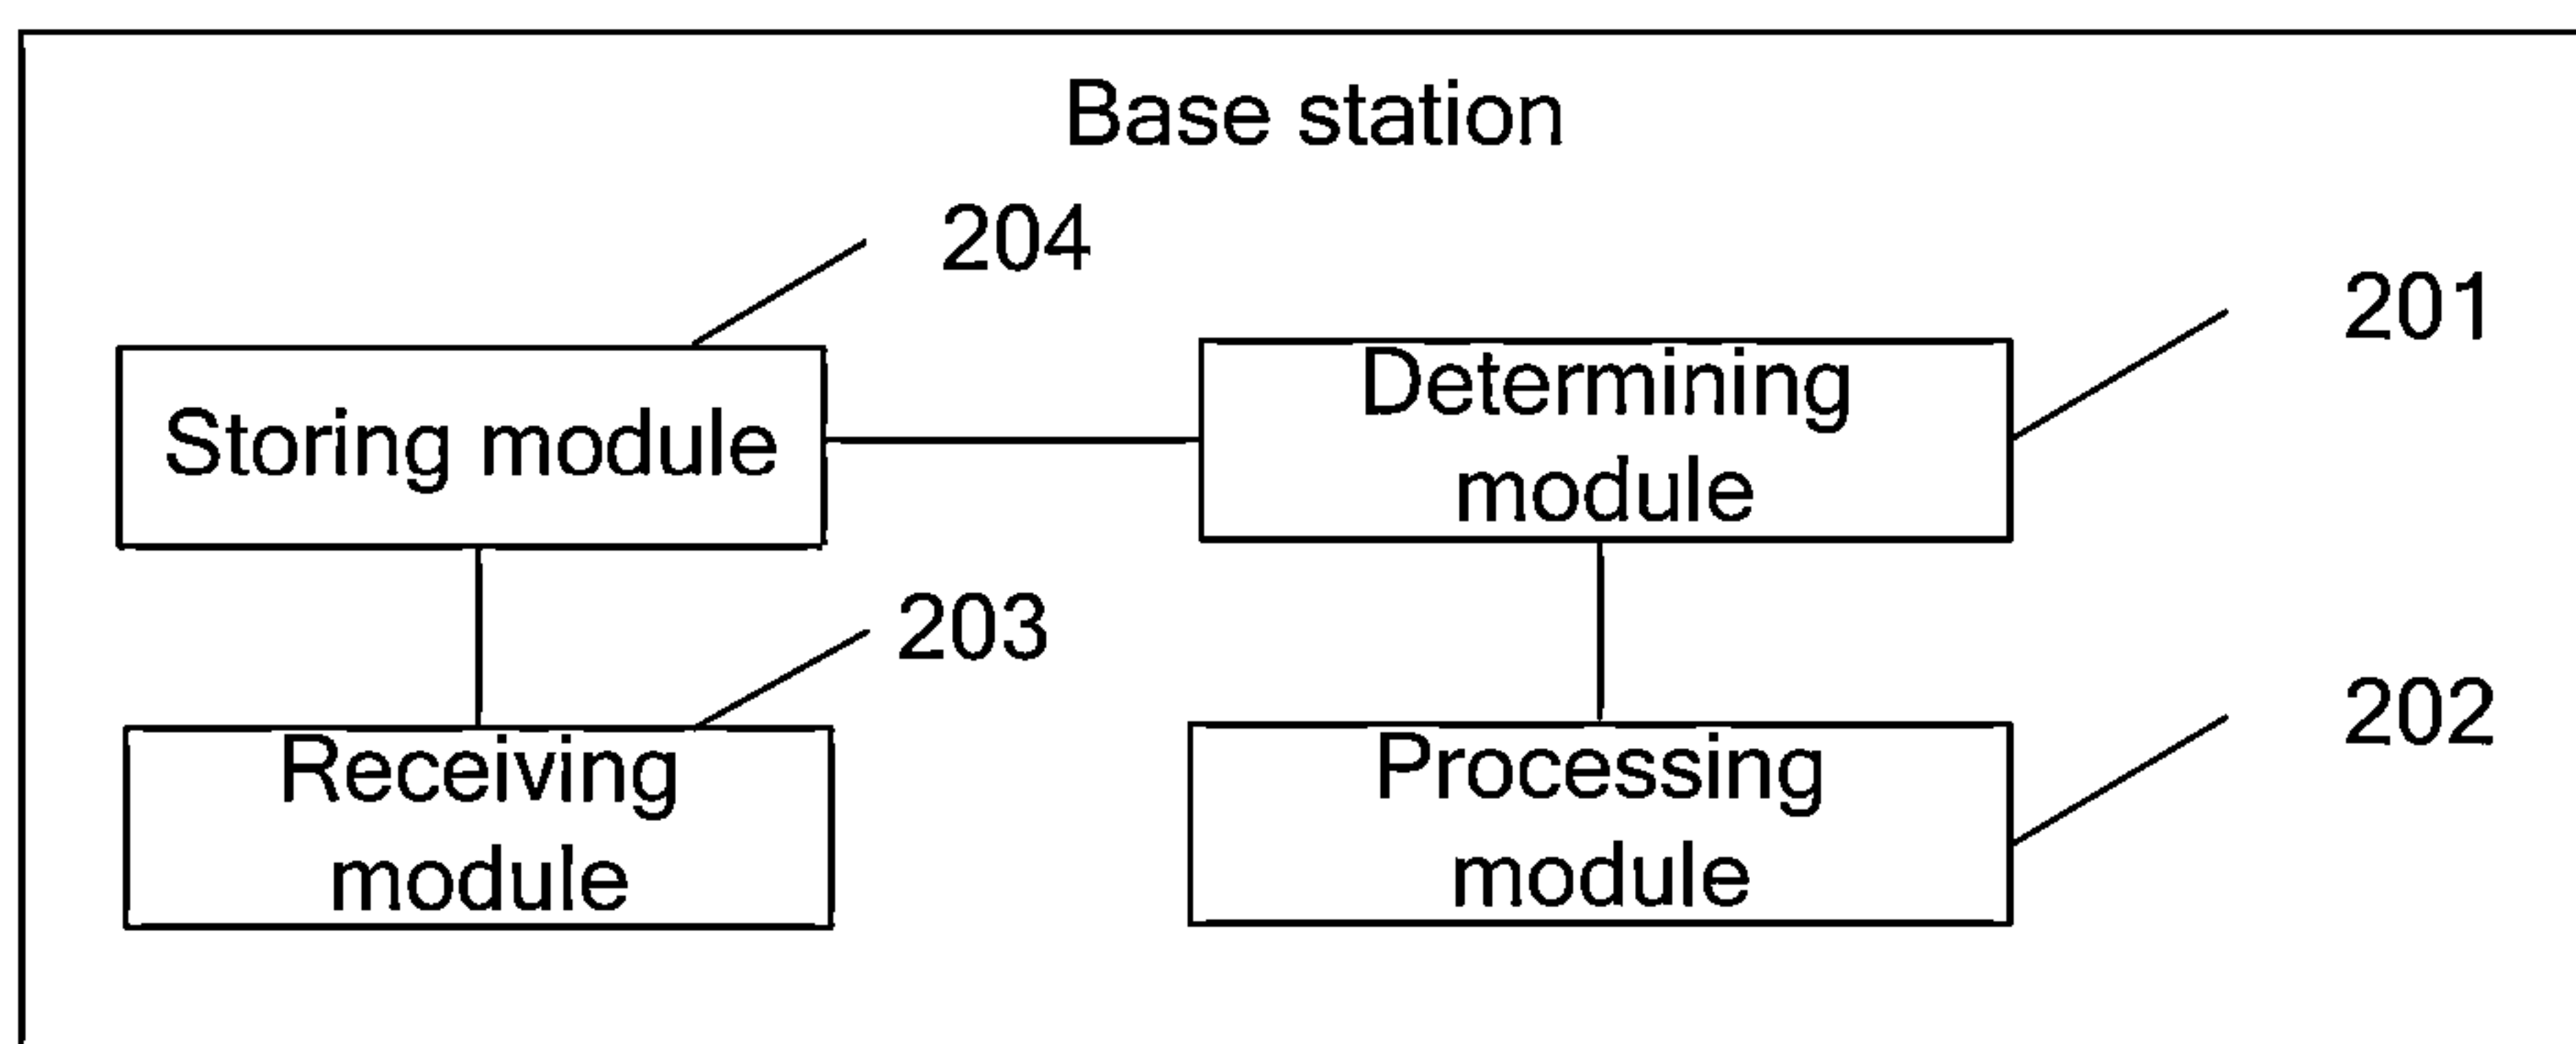 Base station
204
201
Storing module
Determining
module
203
202
Receiving
module
Processing
module